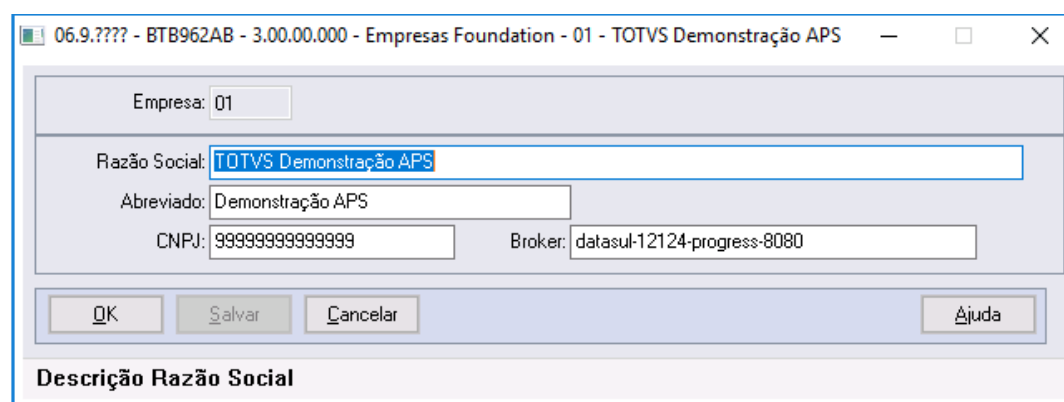 06.9.???? - BTB962AB - 3.00.00.000 - Empresas Foundation - 01 - TOTVS Demonstração APS
Empresa: 01
Razão Social: TOTVS Demonstração APS
Abreviado: Demonstração APS
CNPJ: 99999999999999 Broker: datasul-12124-progress-8080
OK Salvar Cancelar Ajuda
Descrição Razão Social